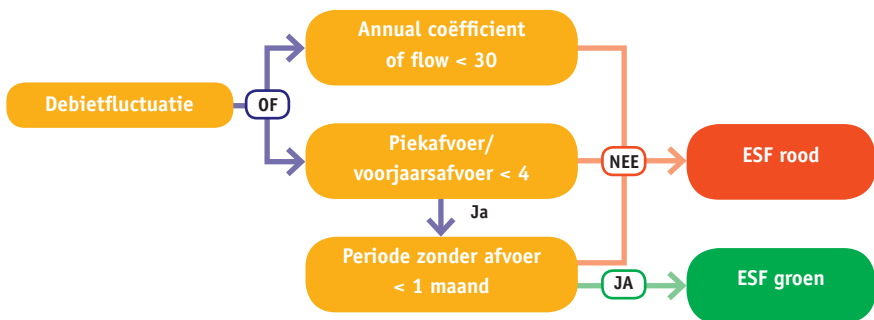 Annual coëfficient
of flow < 30
Debietfluctuatie
OF
Piekafvoer/
voorjaarsafvoer < 4
NEE
ESF rood
Ja
Periode zonder afvoer
< 1 maand
JA
ESF groen